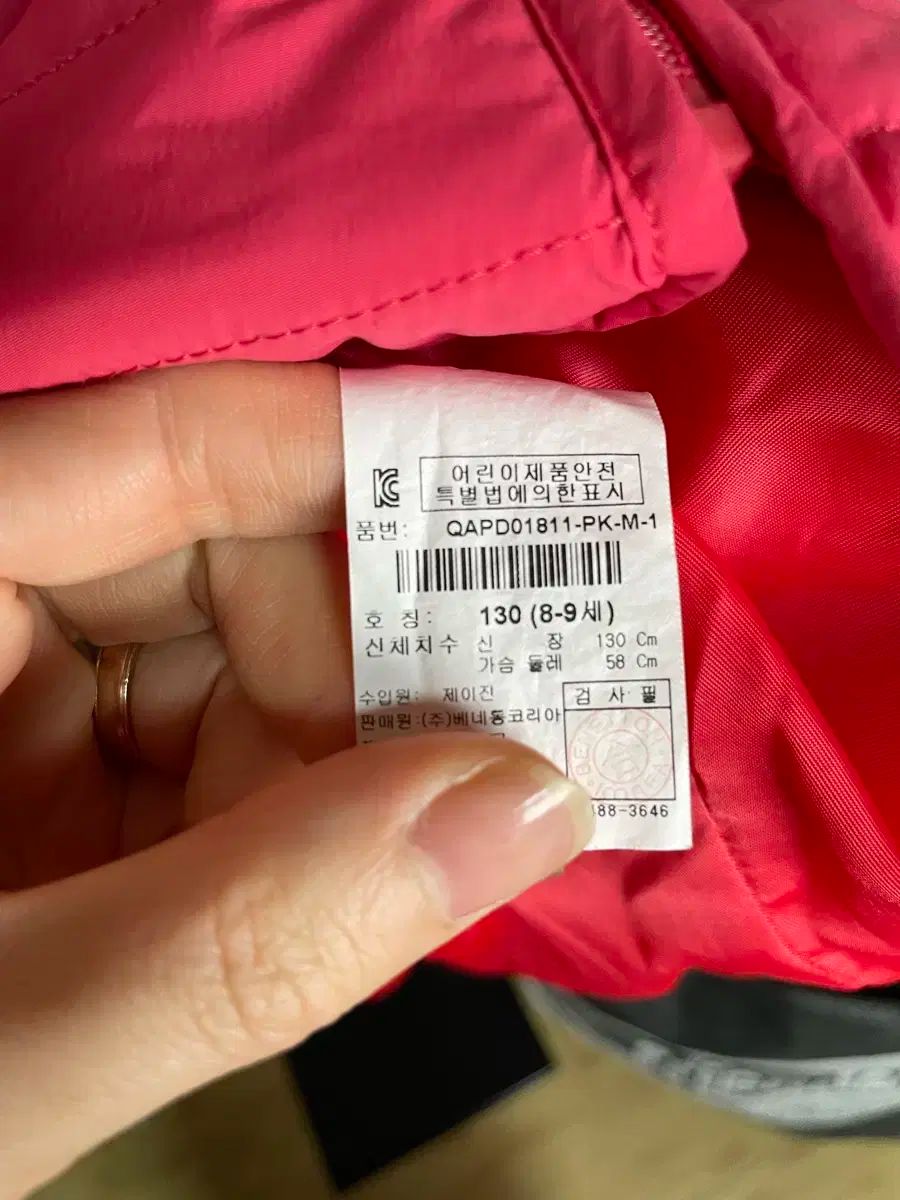 어린이제품안전
특별법에의한표시
품번: QAPD01811-PK-M-1
호 칭: 130 (8-9세)
신체치수 신 장 130 Cm
가슴 둘레 58 Cm
수입원: 제이진
검 사 필
판매원:(주)베네통코리아
BENETTON KOREA
88-3646